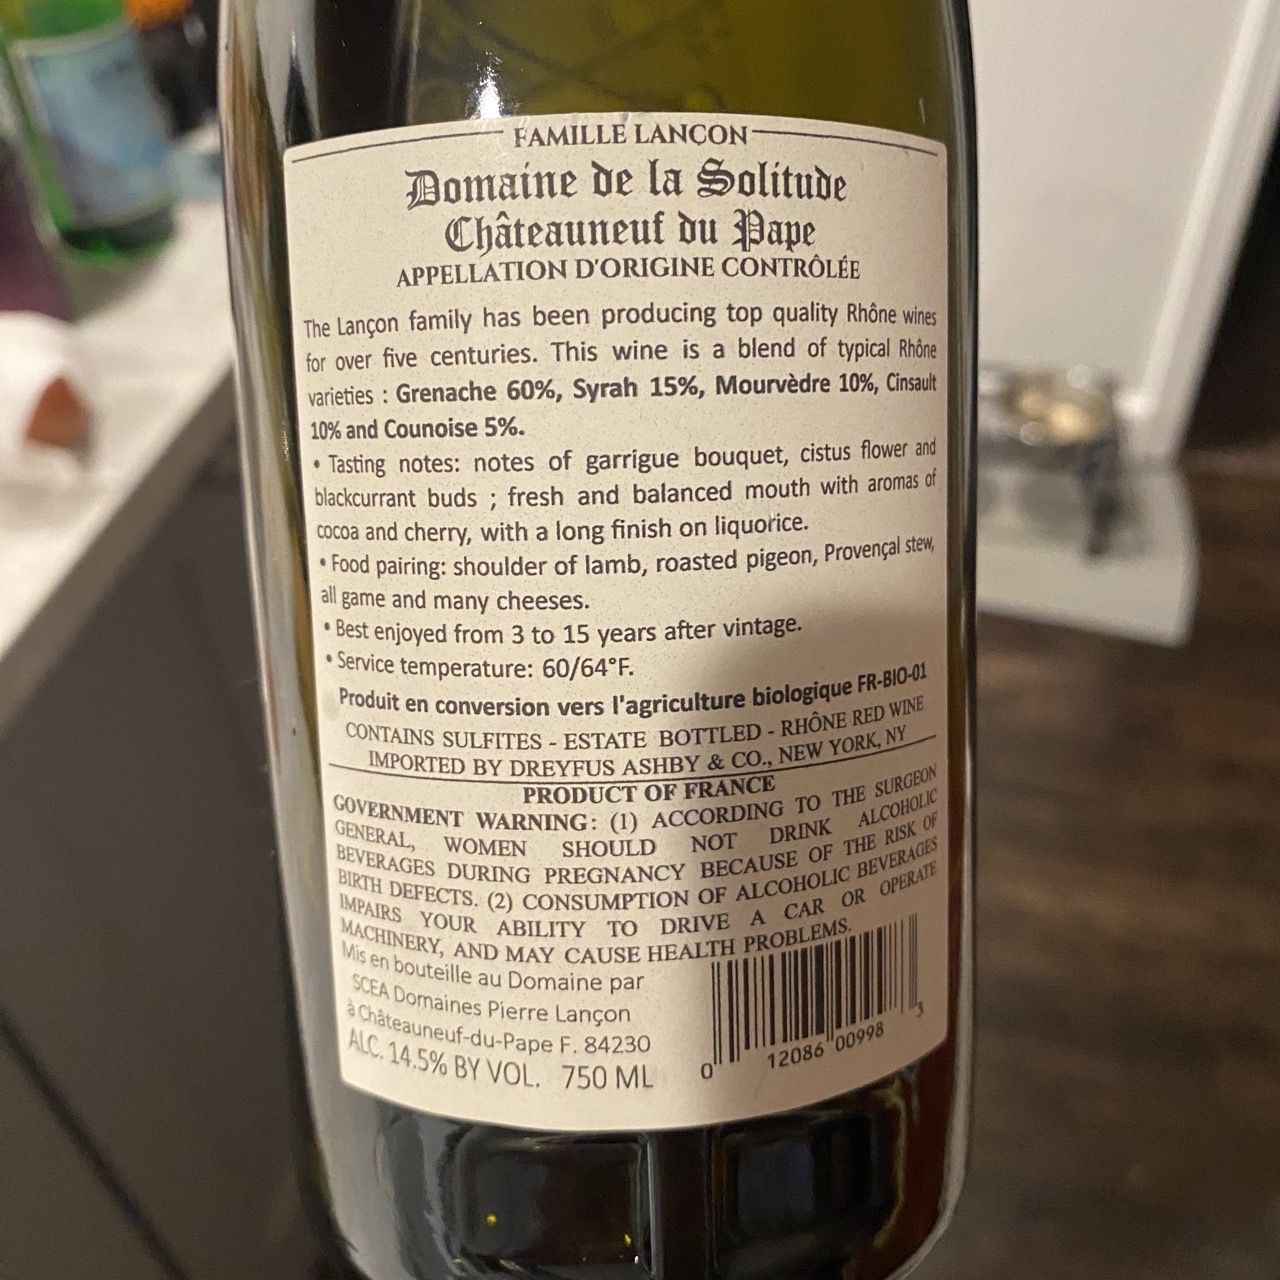 FAMILLE LANÇON
Domaine de la Solitude
Châteauneuf du Pape
APPELLATION D'ORIGINE CONTRÔLÉE
The Lançon family has been producing top quality Rhône wines
for over five centuries. This wine is a blend of typical Rhône
varieties : Grenache 60%, Syrah 15%, Mourvèdre 10%, Cinsault
10% and Counoise 5%.
• Tasting notes: notes of garrigue bouquet, cistus flower and
blackcurrant buds ; fresh and balanced mouth with aromas of
cocoa and cherry, with a long finish on liquorice.
• Food pairing: shoulder of lamb, roasted pigeon, Provençal stew,
all game and many cheeses.
• Best enjoyed from 3 to 15 years after vintage.
• Service temperature: 60/64°F.
Produit en conversion vers l'agriculture biologique FR-BIO-01
CONTAINS SULFITES - ESTATE BOTTLED - RHÔNE RED WINE
IMPORTED BY DREYFUS ASHBY & CO., NEW YORK, NY
PRODUCT OF FRANCE
GOVERNMENT WARNING: (1) ACCORDING TO THE SURGEON
GENERAL, WOMEN SHOULD NOT DRINK ALCOHOLIC
BEVERAGES DURING PREGNANCY BECAUSE OF THE RISK OF
BIRTH DEFECTS. (2) CONSUMPTION OF ALCOHOLIC BEVERAGES
IMPAIRS YOUR ABILITY TO DRIVE A CAR OR OPERATE
MACHINERY, AND MAY CAUSE HEALTH PROBLEMS.
Mis en bouteille au Domaine par
SCEA Domaines Pierre Lançon
à Châteauneuf-du-Pape F. 84230
ALC. 14.5% BY VOL. 750 ML
0 12086 00998 3